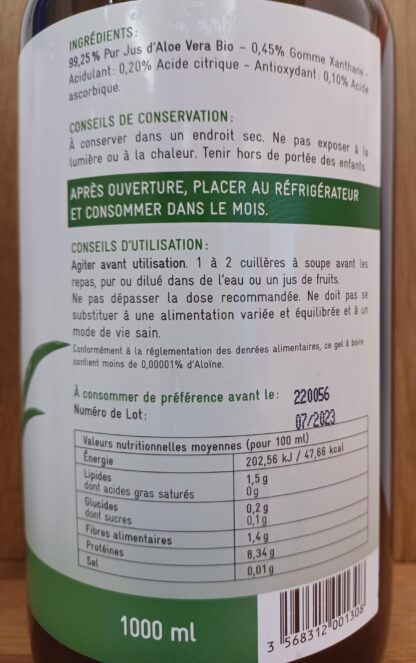 INGRÉDIENTS:
99,25% Pur Jus d'Aloe Vera Bio - 0,45% Gomme Xanthane -
Acidulant: 0,20% Acide citrique - Antioxydant: 0,10% Acide
ascorbique.
CONSEILS DE CONSERVATION:
À conserver dans un endroit sec. Ne pas exposer à la
lumière ou à la chaleur. Tenir hors de portée des enfants.
APRÈS OUVERTURE, PLACER AU RÉFRIGÉRATEUR
ET CONSOMMER DANS LE MOIS.
CONSEILS D'UTILISATION:
Agiter avant utilisation. 1 à 2 cuillères à soupe avant les
repas, pur ou dilué dans de l'eau ou un jus de fruits.
Ne pas dépasser la dose recommandée. Ne doit pas se
substituer à une alimentation variée et équilibrée et à un
mode de vie sain.
Conformément à la réglementation des denrées alimentaires, ce gel à boire
contient moins de 0,00001% d'Aloïne.
À consommer de préférence avant le: 220056
Numéro de Lot: 07/2023
Valeurs nutritionnelles moyennes (pour 100 ml)
Énergie 202,56 kJ / 47,66 kcal
Lipides 1,5 g
dont acides gras saturés 0g
Glucides 0,2 g
dont sucres 0,1g
Fibres alimentaires 1,4 g
Protéines 8,34 g
Sel 0,01 g
1000 ml
3 568312 001308